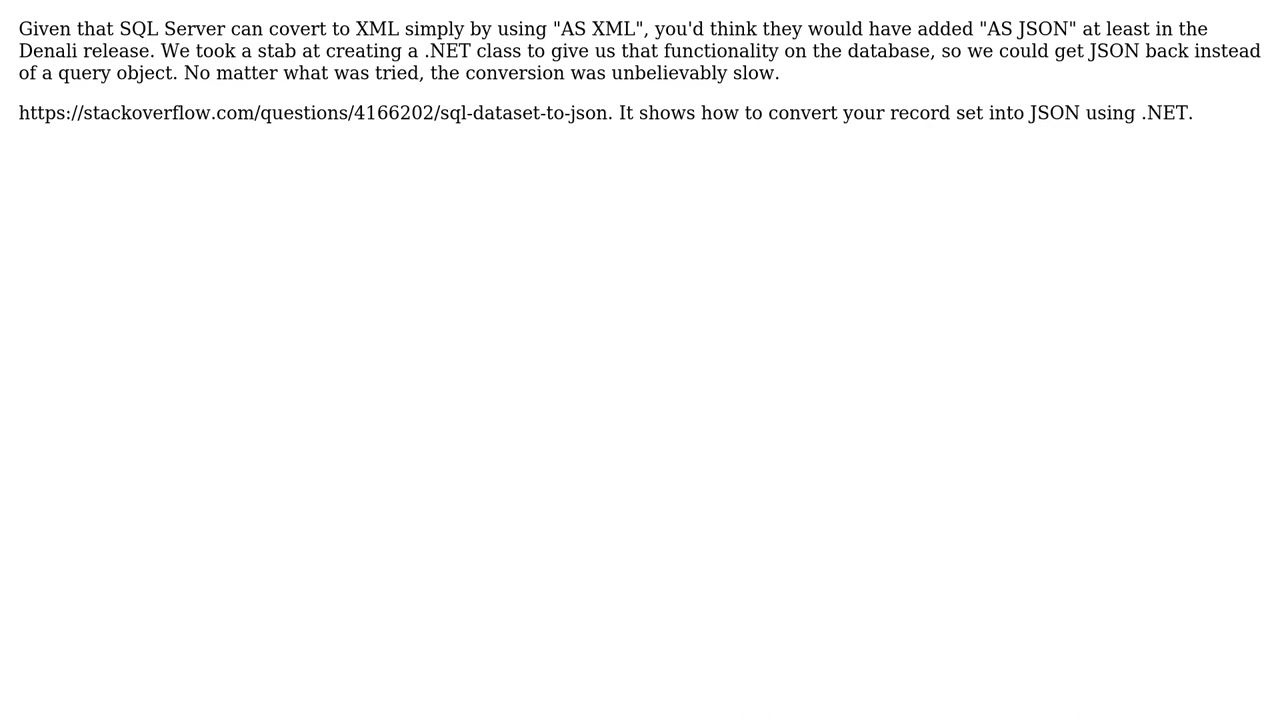 Given that SQL Server can covert to XML simply by using "AS XML", you'd think they would have added "AS JSON" at least in the
Denali release. We took a stab at creating a .NET class to give us that functionality on the database, so we could get JSON back instead
of a query object. No matter what was tried, the conversion was unbelievably slow.
https://stackoverflow.com/questions/4166202/sql-dataset-to-json. It shows how to convert your record set into JSON using .NET.